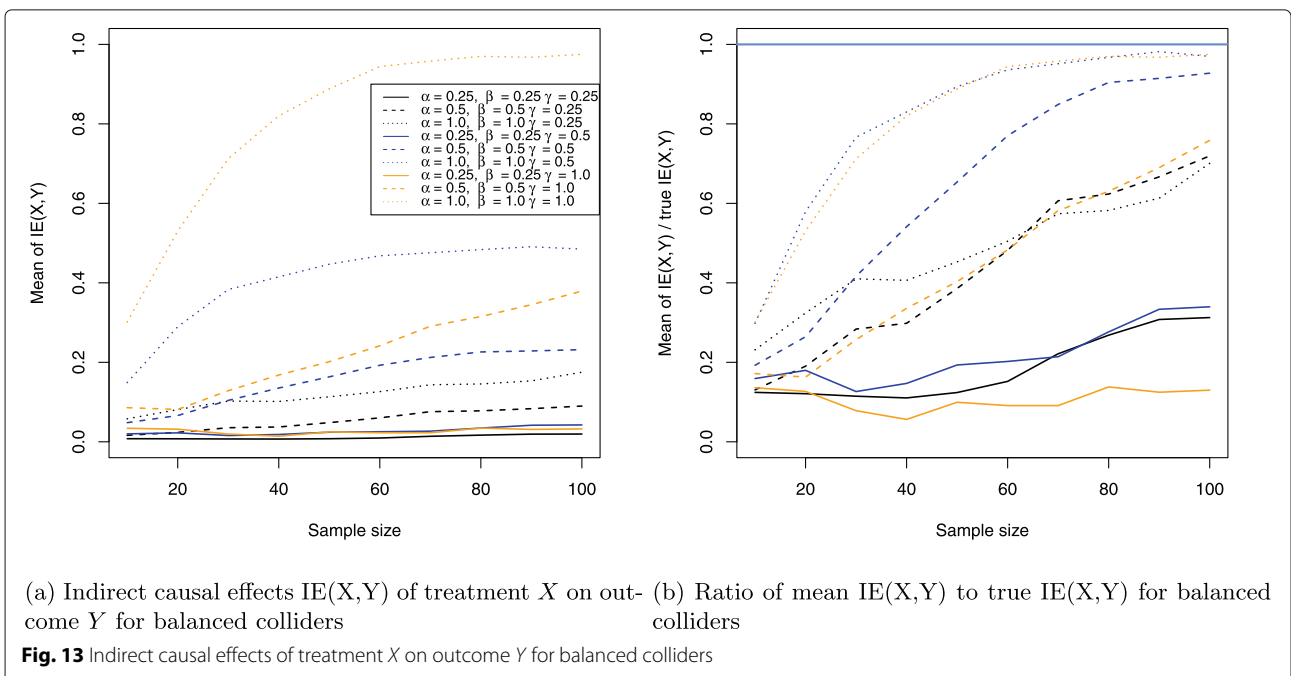 1.0
0.8
0.6
0.4
0.2
0.0
Mean of IE(X,Y)
α = 0.25, β = 0.25 γ = 0.25
α = 0.5, β = 0.5 γ = 0.25
α = 1.0, β = 1.0 γ = 0.25
α = 0.25, β = 0.25 γ = 0.5
α = 0.5, β = 0.5 γ = 0.5
α = 1.0, β = 1.0 γ = 0.5
α = 0.25, β = 0.25 γ = 1.0
α = 0.5, β = 0.5 γ = 1.0
α = 1.0, β = 1.0 γ = 1.0
20 40 60 80 100
Sample size
1.0
0.8
0.6
0.4
0.2
0.0
Mean of IE(X,Y) / true IE(X,Y)
20 40 60 80 100
Sample size
(a) Indirect causal effects IE(X,Y) of treatment X on out-
come Y for balanced colliders
(b) Ratio of mean IE(X,Y) to true IE(X,Y) for balanced
colliders
Fig. 13 Indirect causal effects of treatment X on outcome Y for balanced colliders